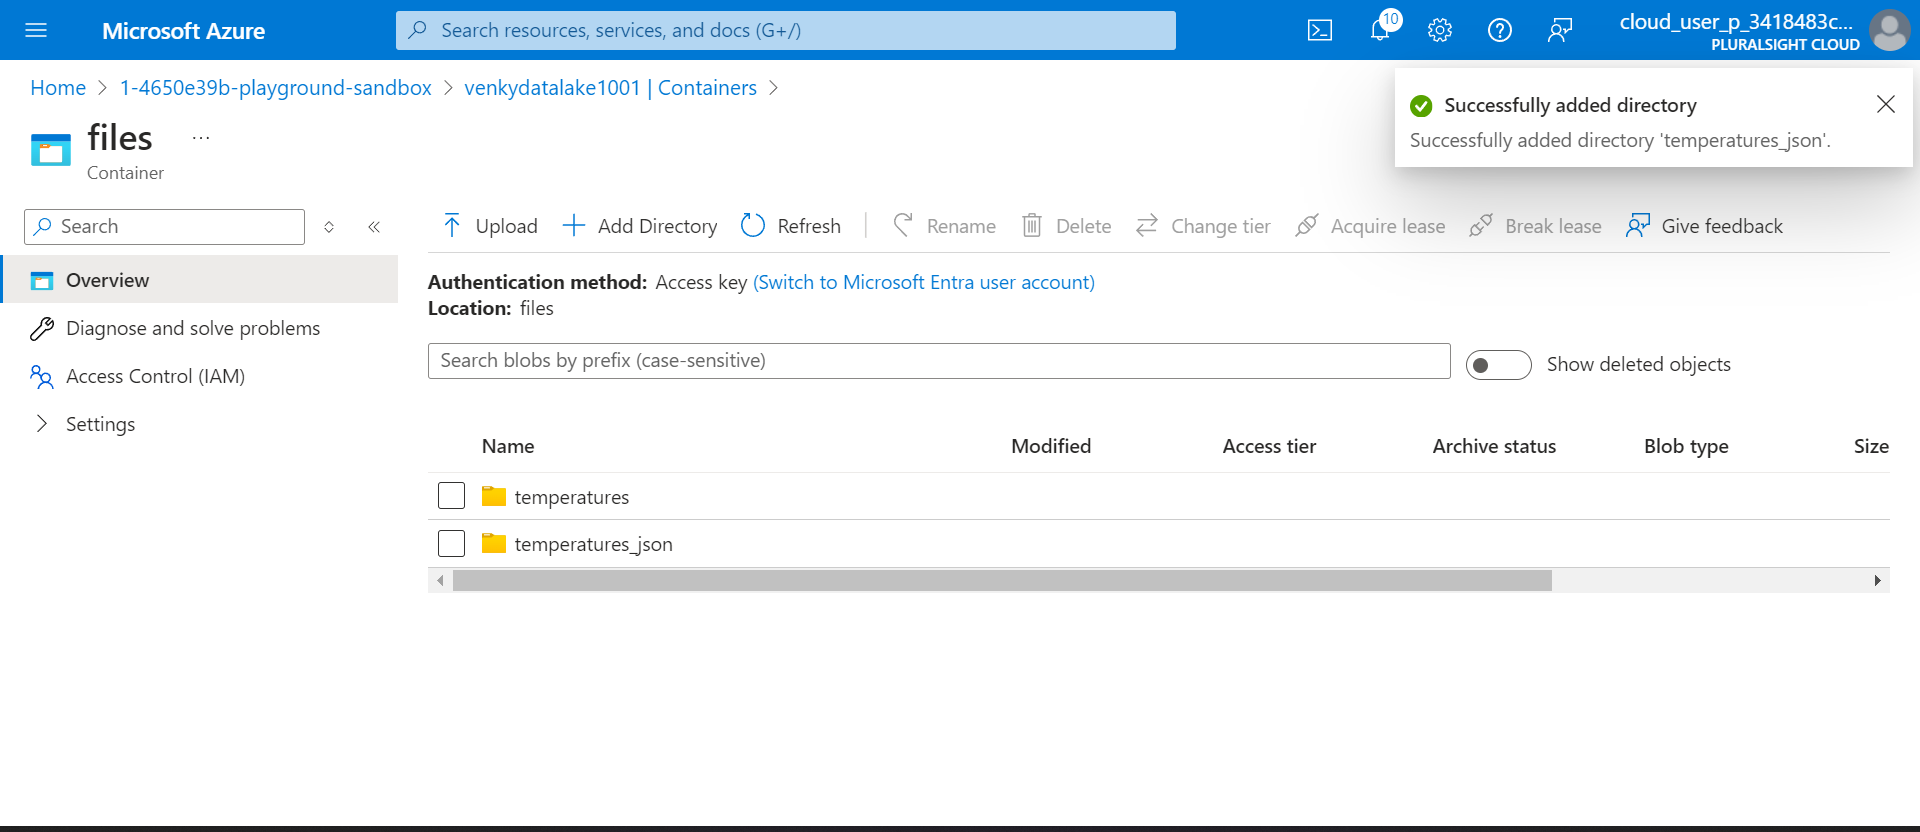 Microsoft Azure
Search resources, services, and docs (G+/)
10
cloud_user_p_3418483c...
PLURALSIGHT CLOUD
Home > 1-4650e39b-playground-sandbox > venkydatalake1001 | Containers >
Successfully added directory
Successfully added directory 'temperatures_json'.
files ...
Container
Search
Upload Add Directory Refresh Rename Delete Change tier Acquire lease Break lease Give feedback
Overview
Diagnose and solve problems
Access Control (IAM)
Settings
Authentication method: Access key (Switch to Microsoft Entra user account)
Location: files
Search blobs by prefix (case-sensitive)
Show deleted objects
Name Modified Access tier Archive status Blob type Size
temperatures
temperatures_json